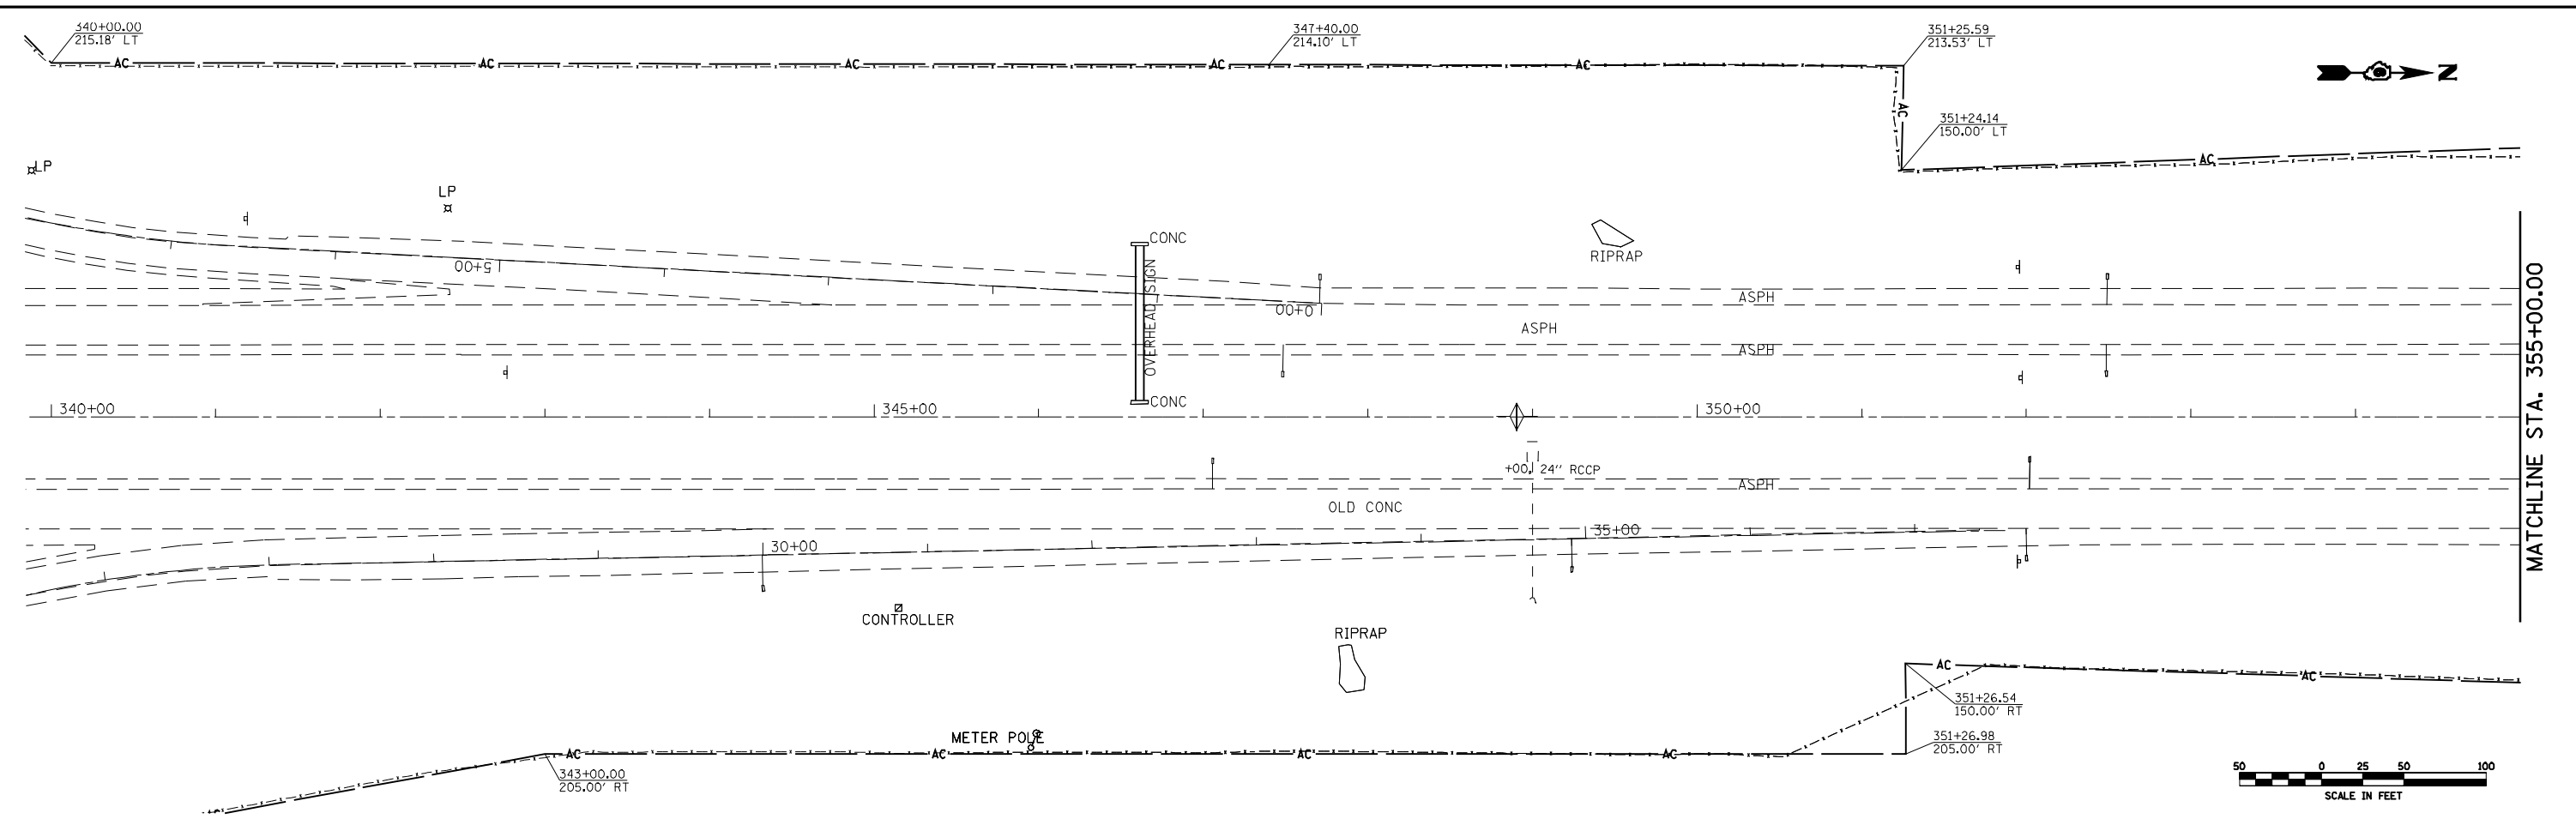 340+00.00
215.18' LT
347+40.00
214.10' LT
351+25.59
213.53' LT
AC
AC
AC
AC
AC
N
AC
351+24.14
150.00' LT
AC
LP
LP
CONC
RIPRAP
5+00
OVERHEAD SIGN
0+00
ASPH
ASPH
ASPH
CONC
340+00
345+00
350+00
MATCHLINE STA. 355+00.00
+00, 24" RCCP
ASPH
OLD CONC
30+00
35+00
CONTROLLER
RIPRAP
AC
AC
351+26.54
150.00' RT
METER POLE
351+26.98
205.00' RT
AC
AC
AC
AC
343+00.00
205.00' RT
50 0 25 50 100
SCALE IN FEET